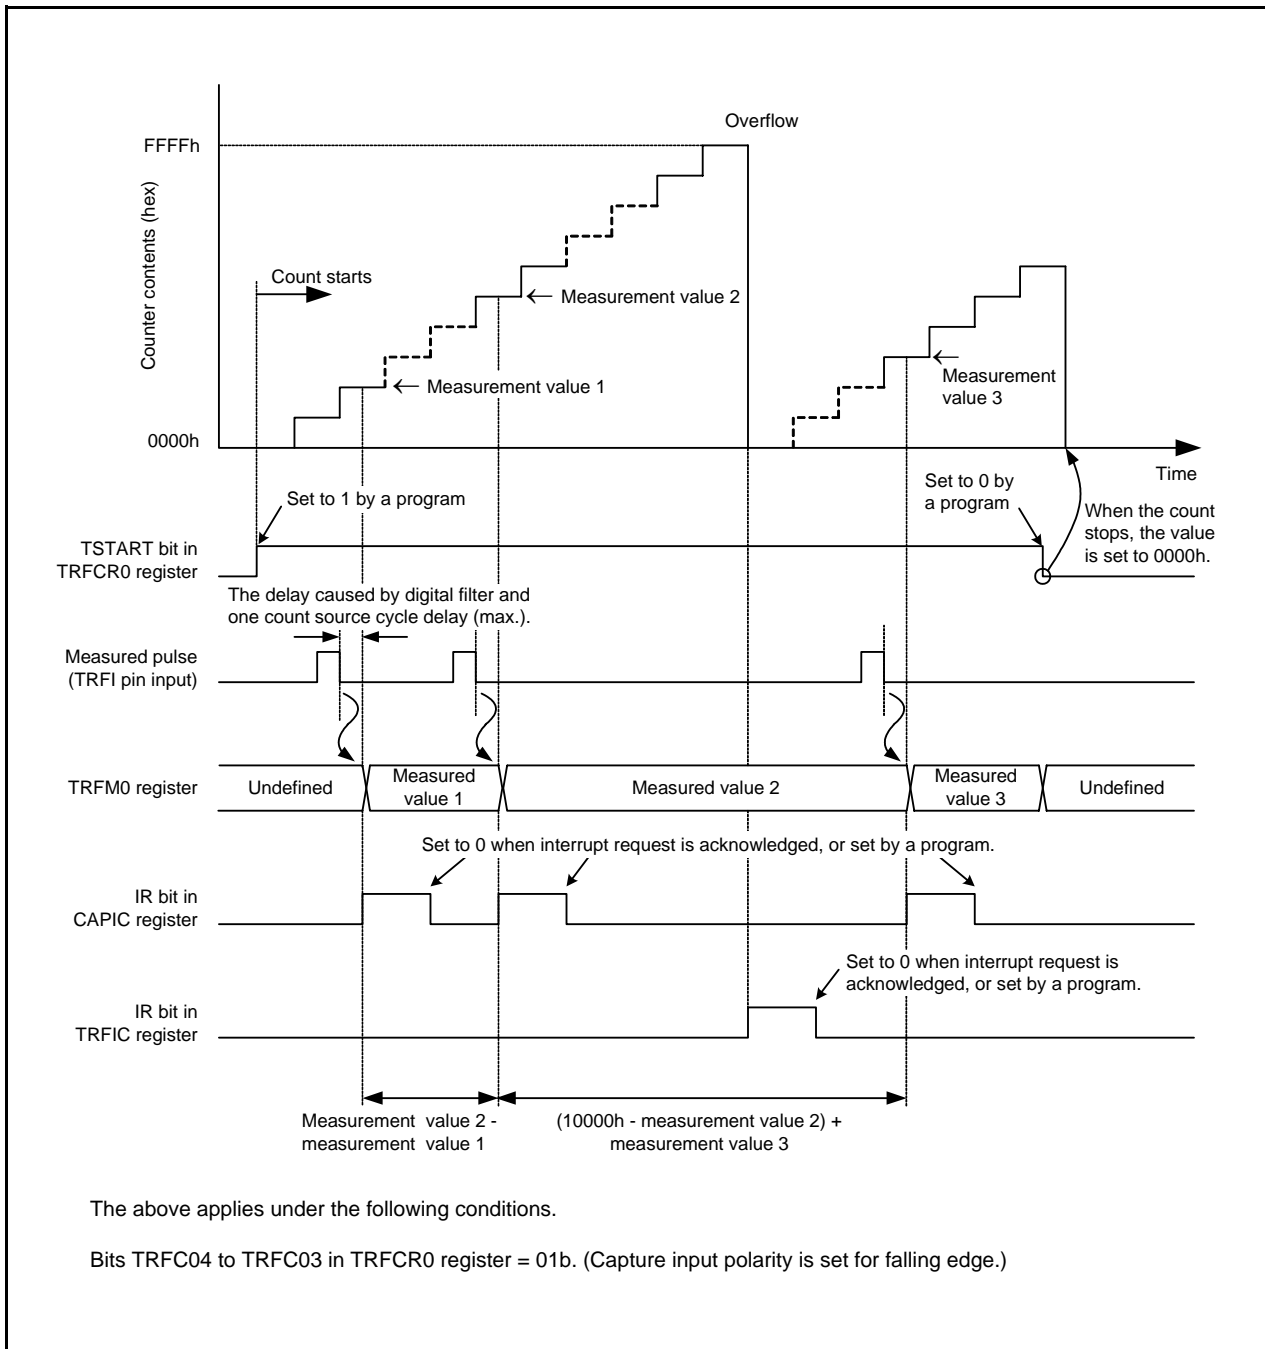 Overflow
FFFFh
Counter contents (hex)
Count starts
Measurement value 2
Measurement value 1
Measurement
value 3
0000h
Time
Set to 1 by a program
Set to 0 by
a program
When the count
stops, the value
is set to 0000h.
TSTART bit in
TRFCR0 register
The delay caused by digital filter and
one count source cycle delay (max.).
Measured pulse
(TRFI pin input)
TRFM0 register
Undefined
Measured
value 1
Measured value 2
Measured
value 3
Undefined
Set to 0 when interrupt request is acknowledged, or set by a program.
IR bit in
CAPIC register
Set to 0 when interrupt request is
acknowledged, or set by a program.
IR bit in
TRFIC register
Measurement value 2 -
measurement value 1
(10000h - measurement value 2) +
measurement value 3
The above applies under the following conditions.
Bits TRFC04 to TRFC03 in TRFCR0 register = 01b. (Capture input polarity is set for falling edge.)